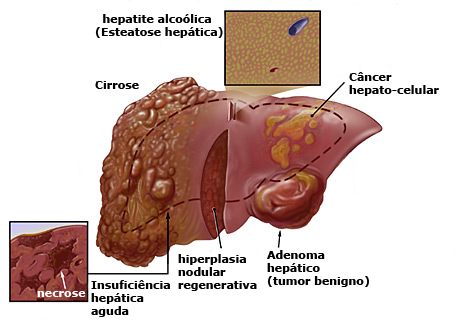 hepatite alcoólica
(Esteatose hepática)
Cirrose
Câncer
hepato-celular
necrose
Insuficiência
hepática
aguda
hiperplasia
nodular
regenerativa
Adenoma
hepático
(tumor benigno)